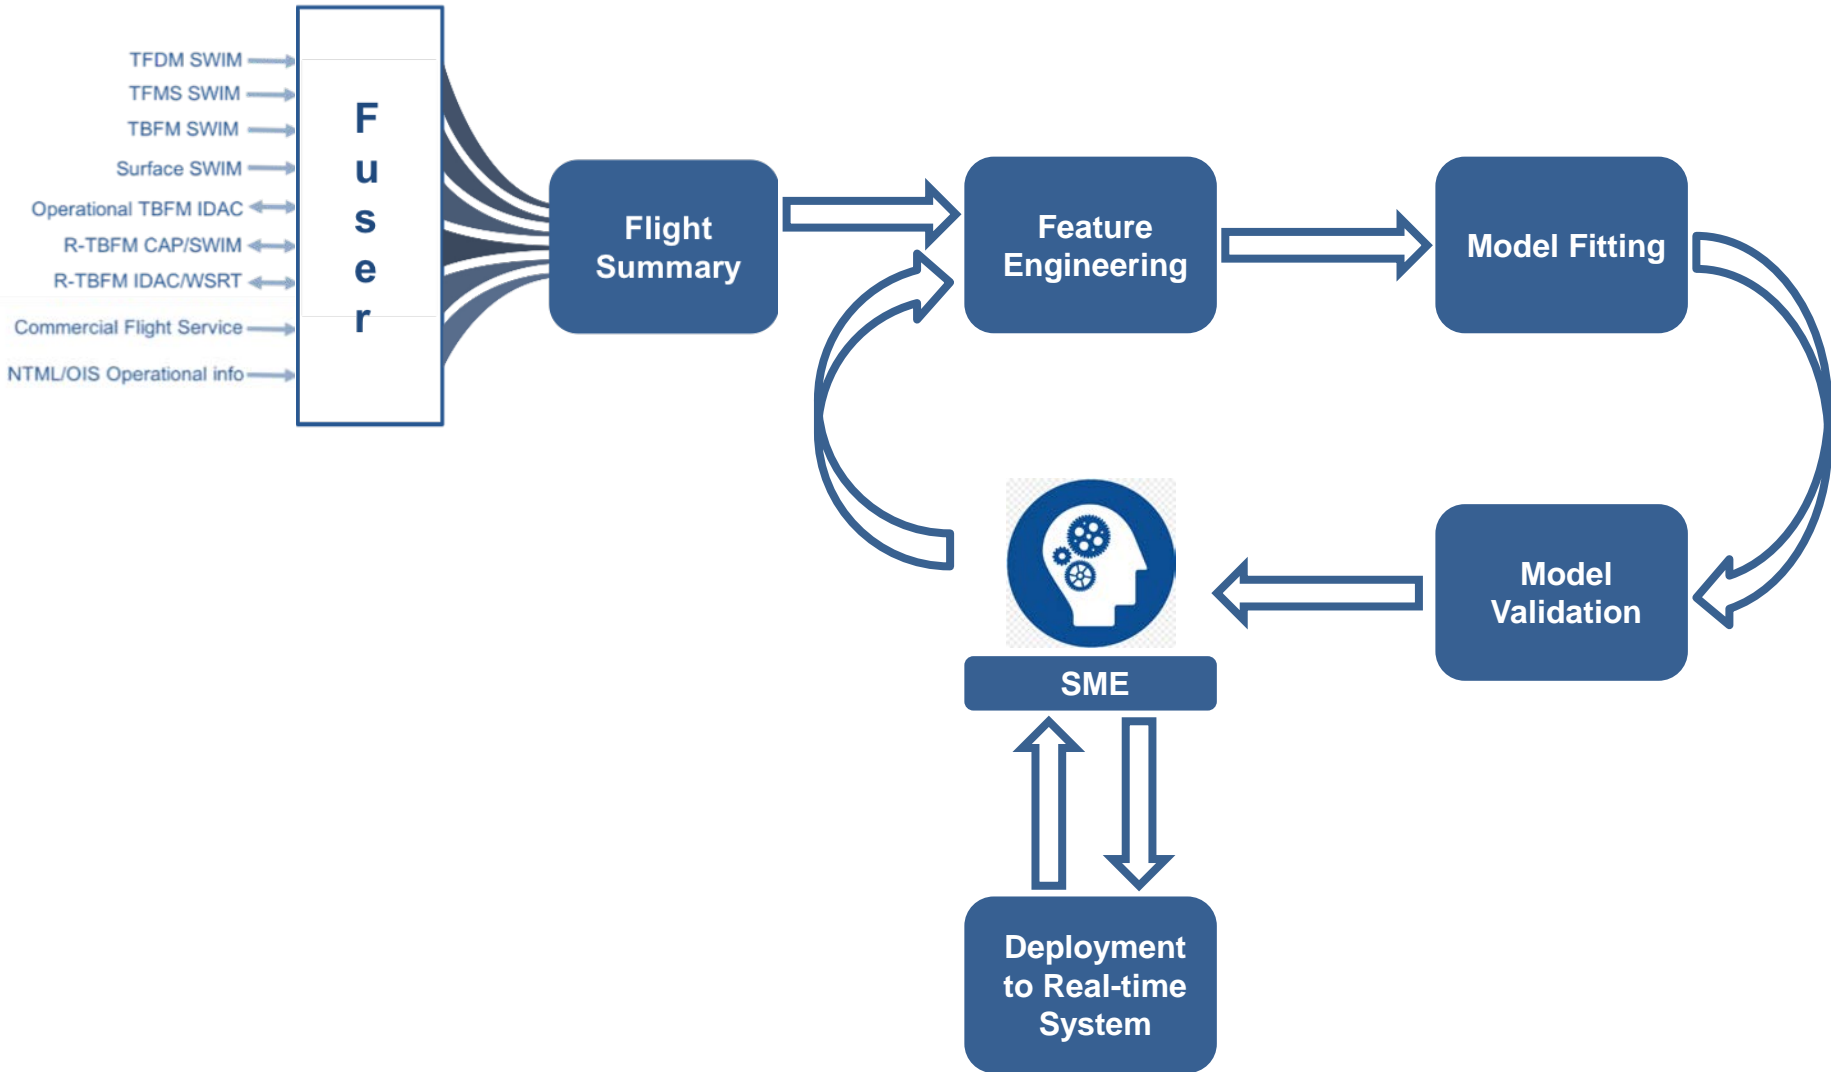 TFDM SWIM
TFMS SWIM
TBFM SWIM
Surface SWIM
Operational TBFM IDAC
R-TBFM CAP/SWIM
R-TBFM IDAC/WSRT
Commercial Flight Service
NTML/OIS Operational info
F
u
s
e
r
Flight
Summary
Feature
Engineering
Model Fitting
Model
Validation
SME
Deployment
to Real-time
System